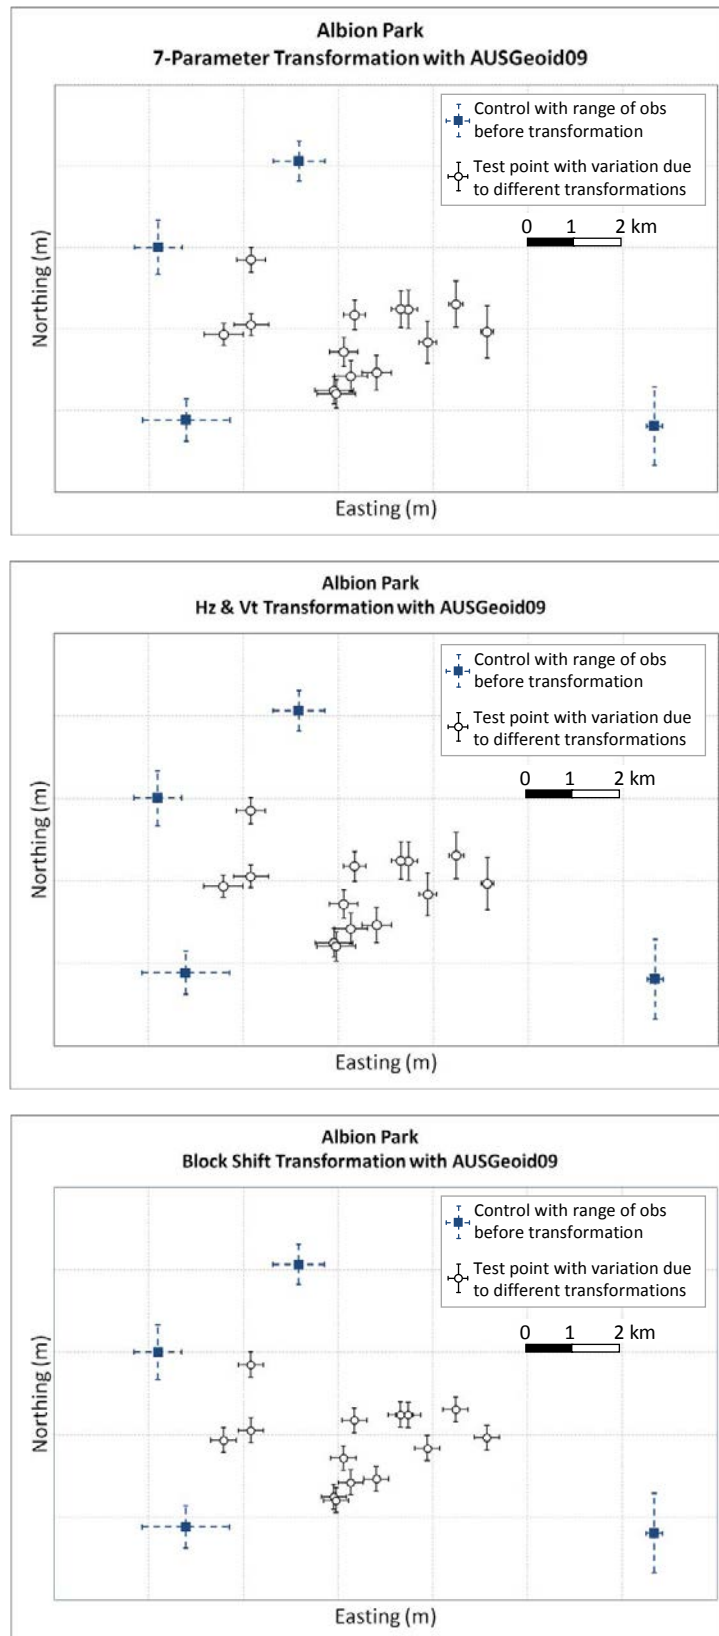 Albion Park
7-Parameter Transformation with AUSGeoid09
Control with range of obs
before transformation
Test point with variation due
to different transformations
0 1 2 km
Northing (m)
Easting (m)
Albion Park
Hz & Vt Transformation with AUSGeoid09
Control with range of obs
before transformation
Test point with variation due
to different transformations
0 1 2 km
Northing (m)
Easting (m)
Albion Park
Block Shift Transformation with AUSGeoid09
Control with range of obs
before transformation
Test point with variation due
to different transformations
0 1 2 km
Northing (m)
Easting (m)